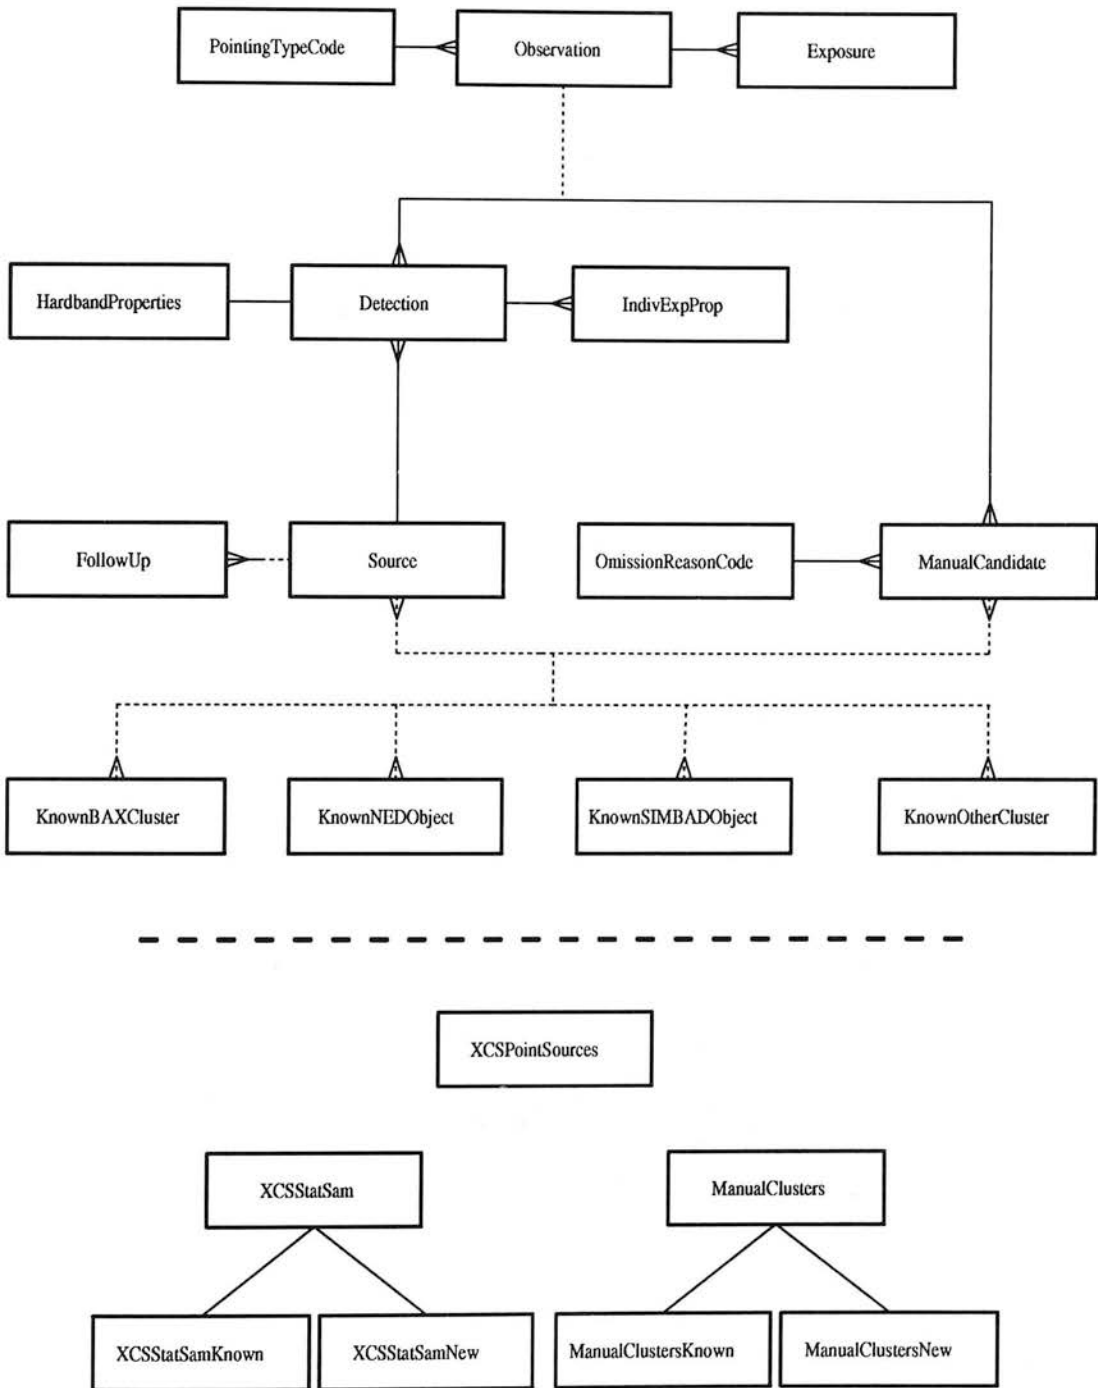 PointingTypeCode
Observation
Exposure
HardbandProperties
Detection
IndivExpProp
FollowUp
Source
OmissionReasonCode
ManualCandidate
KnownBAXCluster
KnownNEDObject
KnownSIMBADObject
KnownOtherCluster
XCSPointSources
XCSStatSam
ManualClusters
XCSStatSamKnown
XCSStatSamNew
ManualClustersKnown
ManualClustersNew